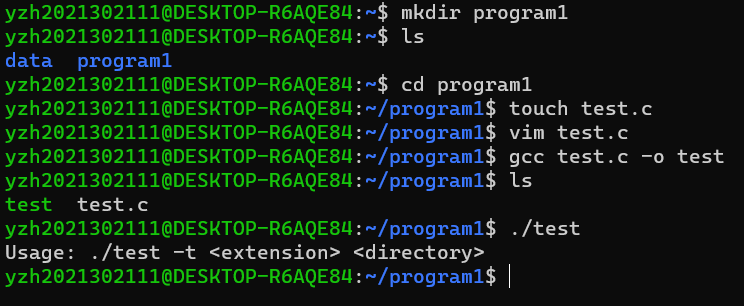 yzh2021302111@DESKTOP-R6AQE84:~$ mkdir program1
yzh2021302111@DESKTOP-R6AQE84:~$ ls
data  program1
yzh2021302111@DESKTOP-R6AQE84:~$ cd program1
yzh2021302111@DESKTOP-R6AQE84:~/program1$ touch test.c
yzh2021302111@DESKTOP-R6AQE84:~/program1$ vim test.c
yzh2021302111@DESKTOP-R6AQE84:~/program1$ gcc test.c -o test
yzh2021302111@DESKTOP-R6AQE84:~/program1$ ls
test  test.c
yzh2021302111@DESKTOP-R6AQE84:~/program1$ ./test
Usage: ./test -t <extension> <directory>
yzh2021302111@DESKTOP-R6AQE84:~/program1$